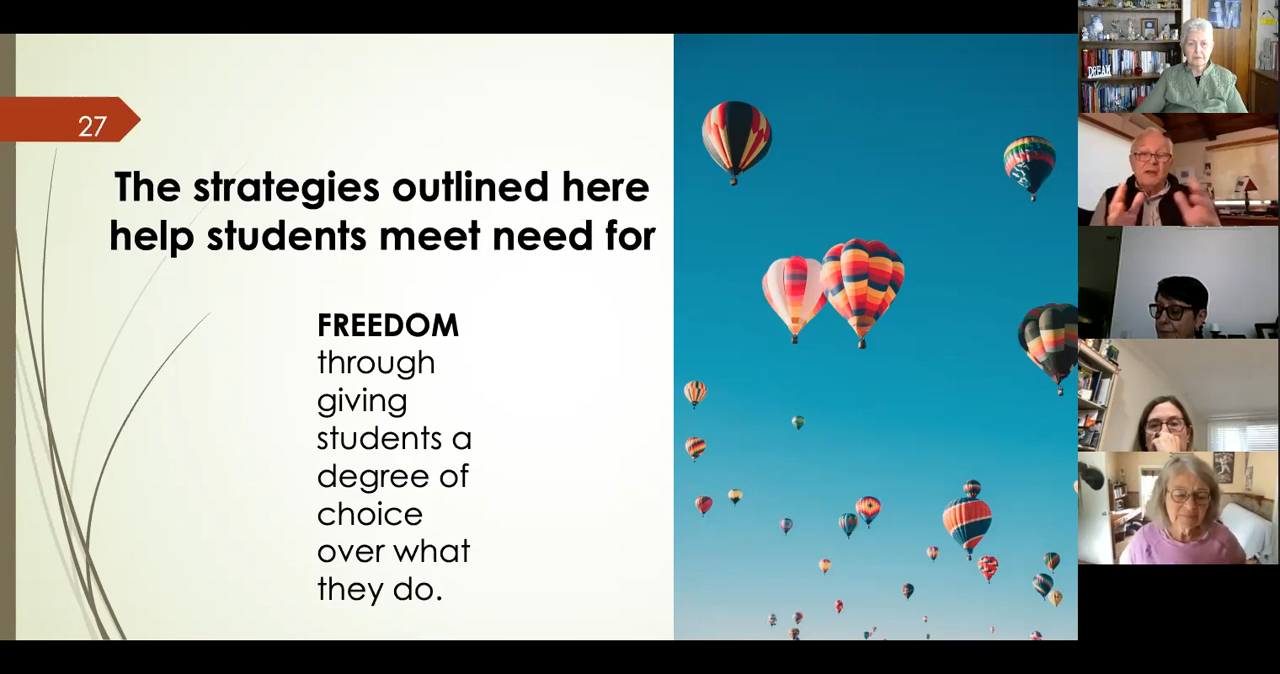 27
The strategies outlined here
help students meet need for
FREEDOM
through
giving
students a
degree of
choice
over what
they do.
DREAM